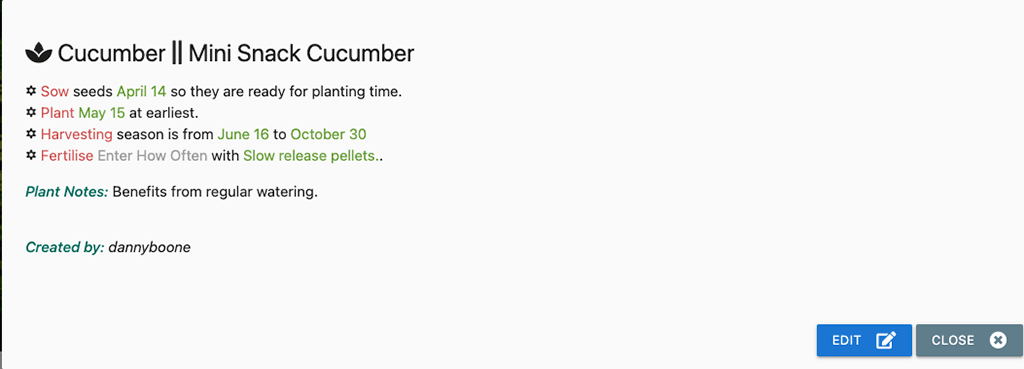 Cucumber || Mini Snack Cucumber
Sow seeds April 14 so they are ready for planting time.
Plant May 15 at earliest.
Harvesting season is from June 16 to October 30
Fertilise Enter How Often with Slow release pellets..
Plant Notes: Benefits from regular watering.
Created by: dannyboone
EDIT CLOSE